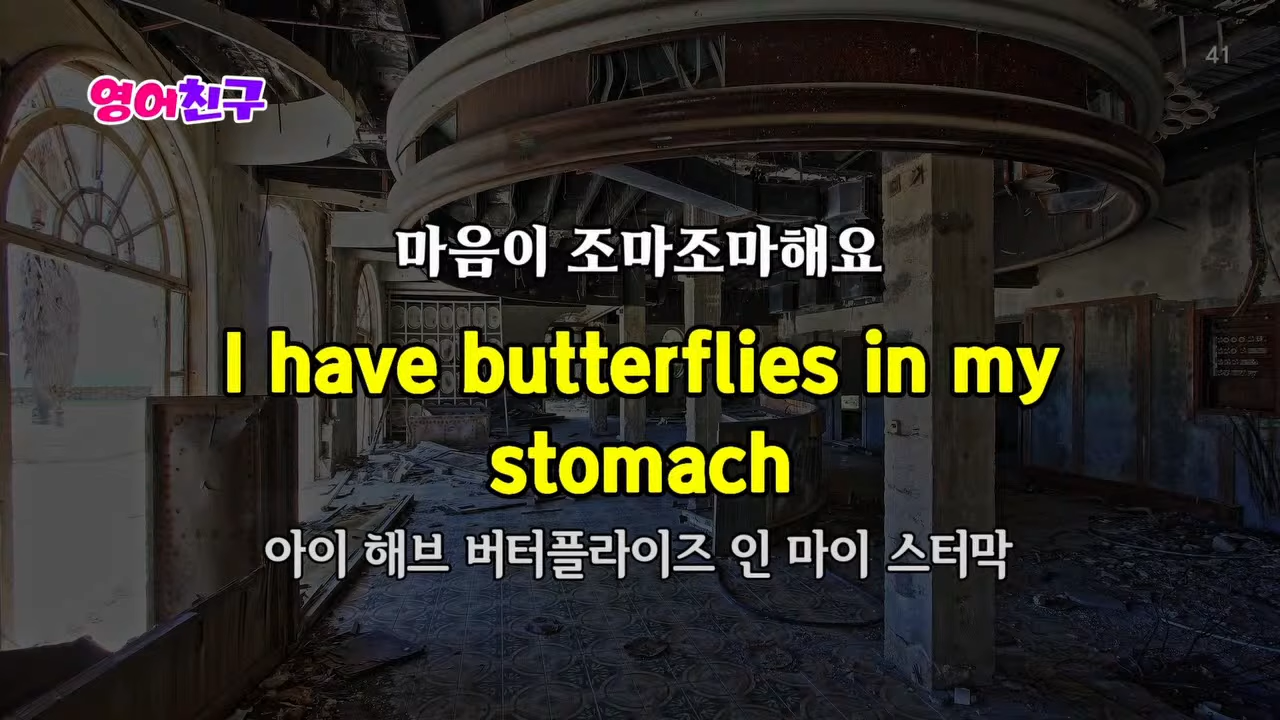 41
영어친구
마음이 조마조마해요
I have butterflies in my
stomach
아이 해브 버터플라이즈 인 마이 스터막